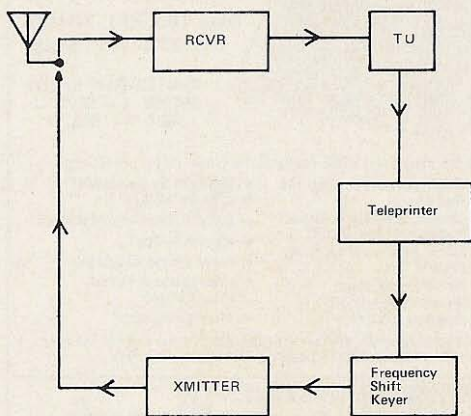 RCVR
TU
Teleprinter
Frequency
Shift
Keyer
XMITTER